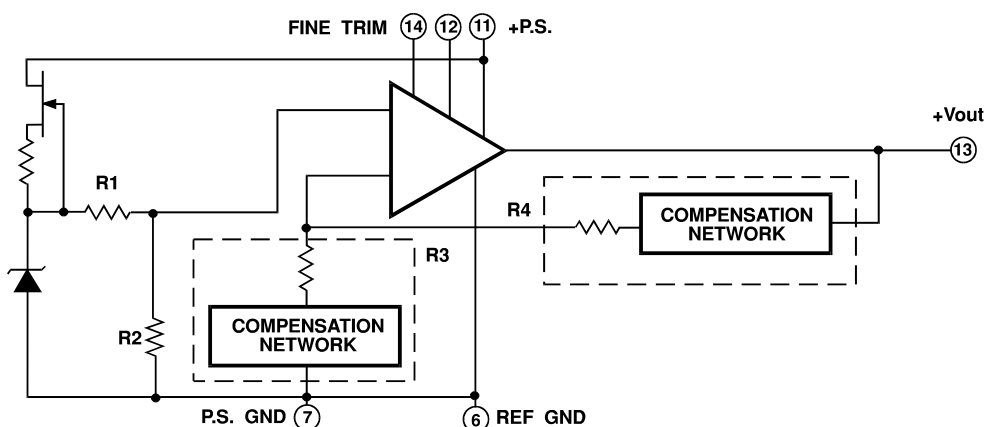 FINE TRIM 14 12 11 +P.S.
+Vout
13
R1
R4
COMPENSATION
NETWORK
R3
R2
COMPENSATION
NETWORK
P.S. GND 7
6 REF GND